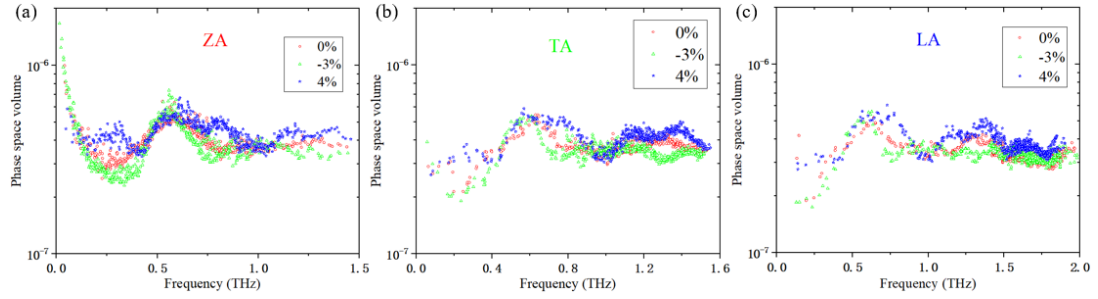 (a)
ZA
0%
-3%
4%
Phase space volume
10^-6
10^-7
0.0 0.5 1.0 1.5
Frequency (THz)
(b)
TA
0%
-3%
4%
Phase space volume
10^-6
10^-7
0.0 0.4 0.8 1.2 1.6
Frequency (THz)
(c)
LA
0%
-3%
4%
Phase space volume
10^-6
10^-7
0.0 0.5 1.0 1.5 2.0
Frequency (THz)